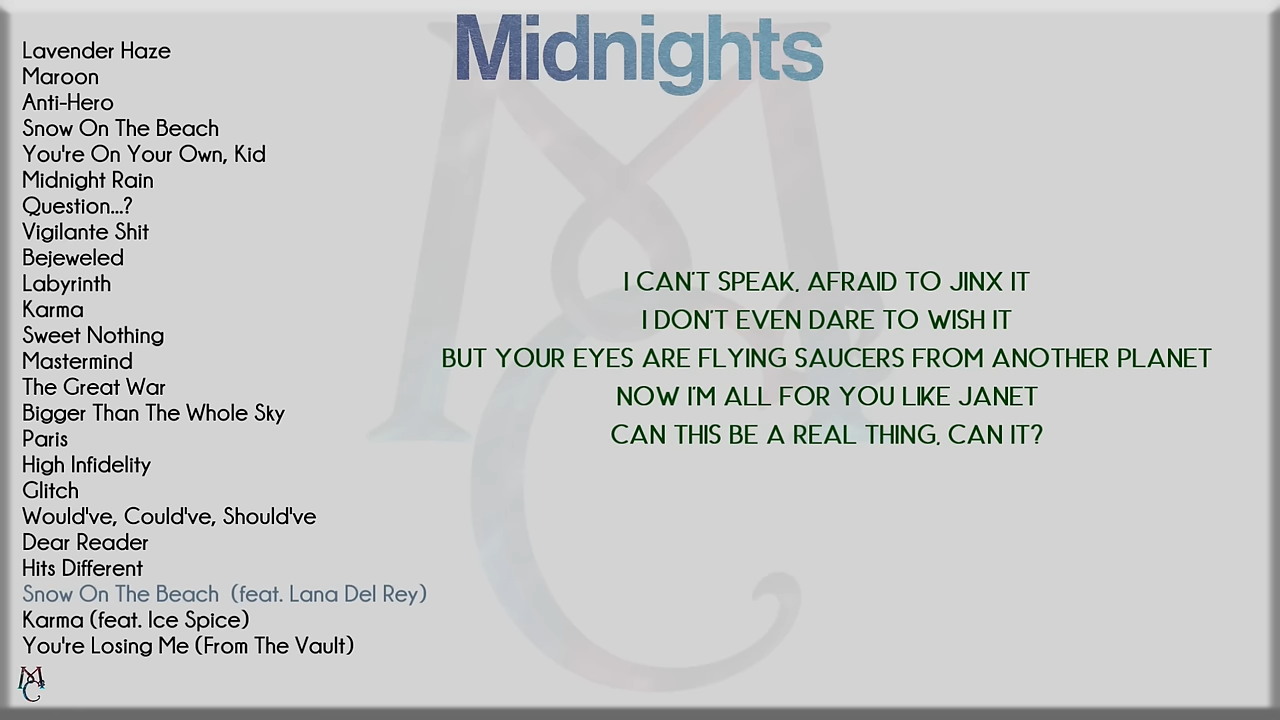 Midnights
Lavender Haze
Maroon
Anti-Hero
Snow On The Beach
You're On Your Own, Kid
Midnight Rain
Question...?
Vigilante Shit
Bejeweled
Labyrinth
Karma
Sweet Nothing
Mastermind
The Great War
Bigger Than The Whole Sky
Paris
High Infidelity
Glitch
Would've, Could've, Should've
Dear Reader
Hits Different
Snow On The Beach (feat. Lana Del Rey)
Karma (feat. Ice Spice)
You're Losing Me (From The Vault)
I CAN'T SPEAK, AFRAID TO JINX IT
I DON'T EVEN DARE TO WISH IT
BUT YOUR EYES ARE FLYING SAUCERS FROM ANOTHER PLANET
NOW I'M ALL FOR YOU LIKE JANET
CAN THIS BE A REAL THING, CAN IT?